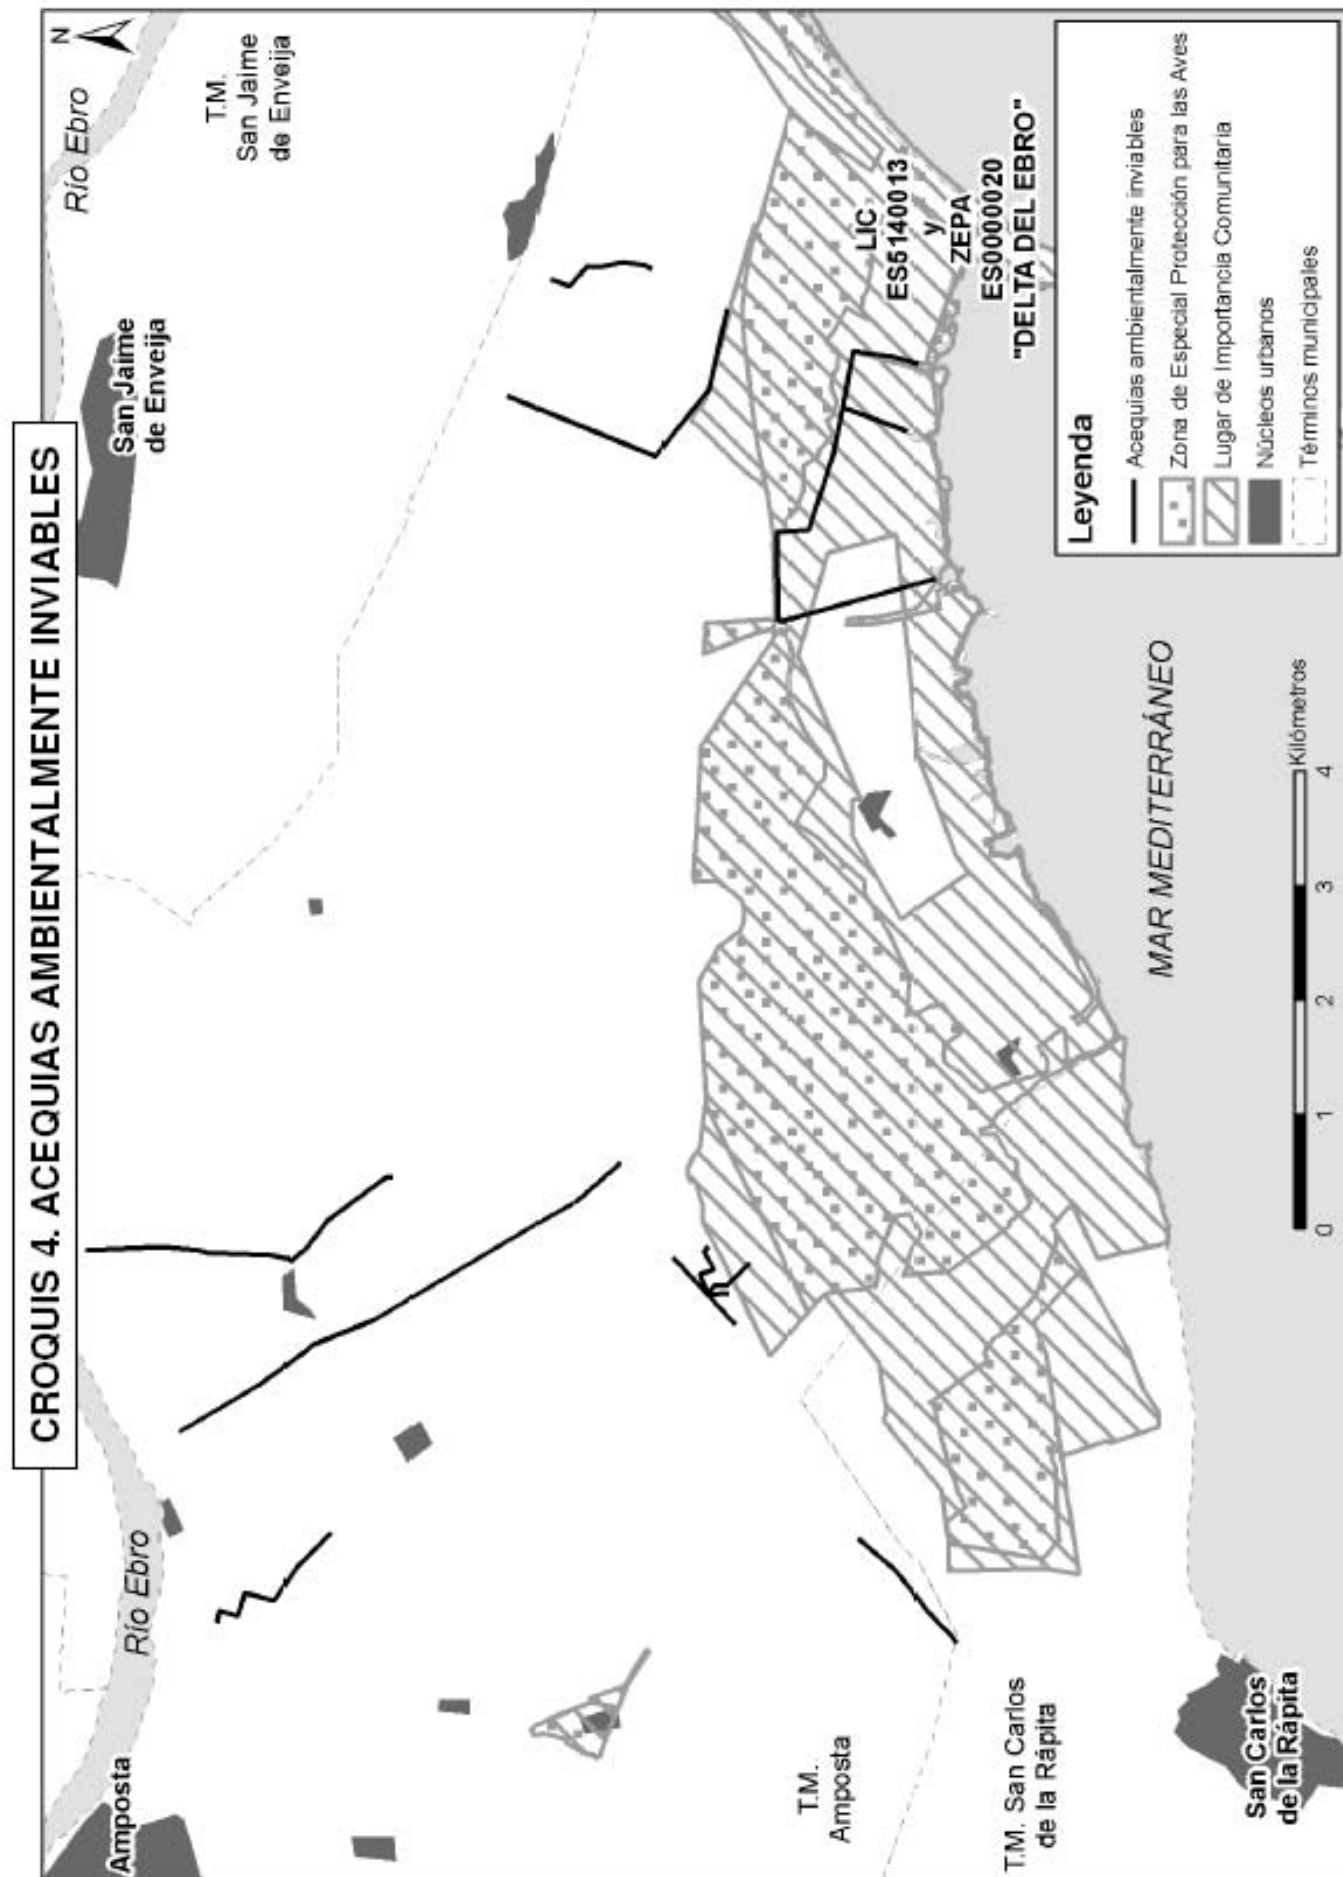 CROQUIS 4. ACEQUIAS AMBIENTALMENTE INVIABLES
N
Río Ebro
T.M.
San Jaime
de Enveija
San Jaime
de Enveija
Río Ebro
Amposta
T.M.
Amposta
T.M. San Carlos
de la Rápita
San Carlos
de la Rápita
LIC
ES5140013
y
ZEPA
ES0000020
"DELTA DEL EBRO"
MAR MEDITERRÁNEO
Kilómetros
0 1 2 3 4
Leyenda
Acequias ambientalmente inviables
Zona de Especial Protección para las Aves
Lugar de Importancia Comunitaria
Núcleos urbanos
Términos municipales